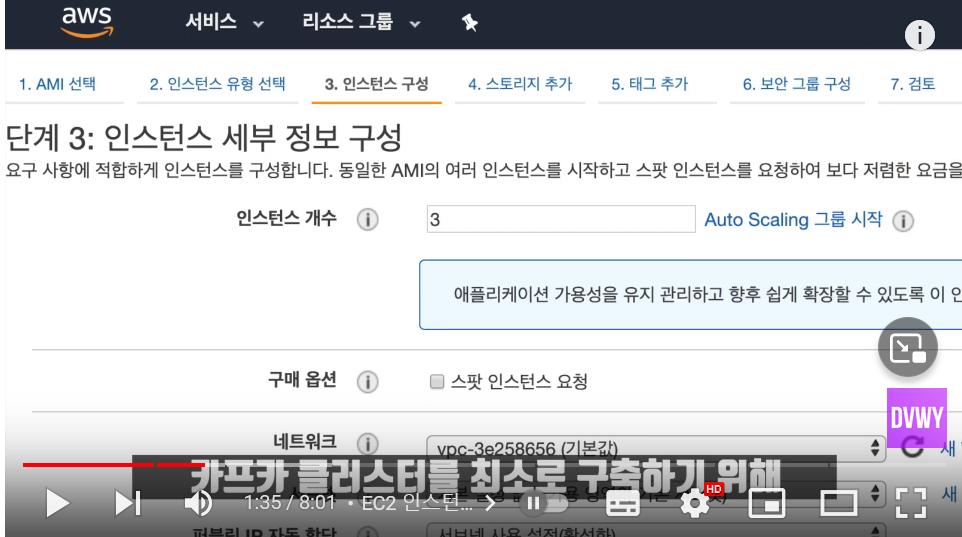 aws 서비스 리소스 그룹
1. AMI 선택 2. 인스턴스 유형 선택 3. 인스턴스 구성 4. 스토리지 추가 5. 태그 추가 6. 보안 그룹 구성 7. 검토
단계 3: 인스턴스 세부 정보 구성
요구 사항에 적합하게 인스턴스를 구성합니다. 동일한 AMI의 여러 인스턴스를 시작하고 스팟 인스턴스를 요청하여 보다 저렴한 요금을
인스턴스 개수 3 Auto Scaling 그룹 시작
애플리케이션 가용성을 유지 관리하고 향후 쉽게 확장할 수 있도록 이 인
구매 옵션 스팟 인스턴스 요청
DVWY
네트워크 vpc-3e258656 (기본값) 새
카프카 클러스터를 최소로 구축하기 위해
1:35 / 8:01 • EC2 인스턴... HD 새
퍼블릭 IP 자동 할당 서브넷 사용 설정(활성화)